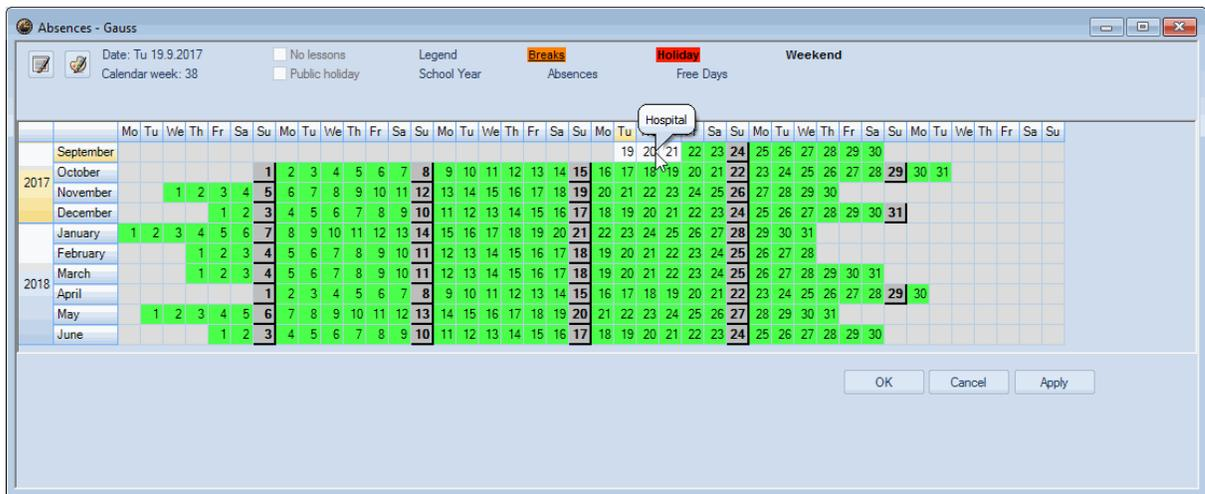 Absences - Gauss
Date: Tu 19.9.2017 No lessons Legend Breaks Holiday Weekend
Calendar week: 38 Public holiday School Year Absences Free Days
Hospital
Mo Tu We Th Fr Sa Su Mo Tu We Th Fr Sa Su Mo Tu We Th Fr Sa Su Mo Tu Sa Su Mo Tu We Th Fr Sa Su Mo Tu We Th Fr Sa Su
September 19 20 21 22 23 24 25 26 27 28 29 30
2017 October 1 2 3 4 5 6 7 8 9 10 11 12 13 14 15 16 17 18 19 20 21 22 23 24 25 26 27 28 29 30 31
November 1 2 3 4 5 6 7 8 9 10 11 12 13 14 15 16 17 18 19 20 21 22 23 24 25 26 27 28 29 30
December 1 2 3 4 5 6 7 8 9 10 11 12 13 14 15 16 17 18 19 20 21 22 23 24 25 26 27 28 29 30 31
January 1 2 3 4 5 6 7 8 9 10 11 12 13 14 15 16 17 18 19 20 21 22 23 24 25 26 27 28 29 30 31
February 1 2 3 4 5 6 7 8 9 10 11 12 13 14 15 16 17 18 19 20 21 22 23 24 25 26 27 28
2018 March 1 2 3 4 5 6 7 8 9 10 11 12 13 14 15 16 17 18 19 20 21 22 23 24 25 26 27 28 29 30 31
April 1 2 3 4 5 6 7 8 9 10 11 12 13 14 15 16 17 18 19 20 21 22 23 24 25 26 27 28 29 30
May 1 2 3 4 5 6 7 8 9 10 11 12 13 14 15 16 17 18 19 20 21 22 23 24 25 26 27 28 29 30 31
June 1 2 3 4 5 6 7 8 9 10 11 12 13 14 15 16 17 18 19 20 21 22 23 24 25 26 27 28 29 30
OK Cancel Apply